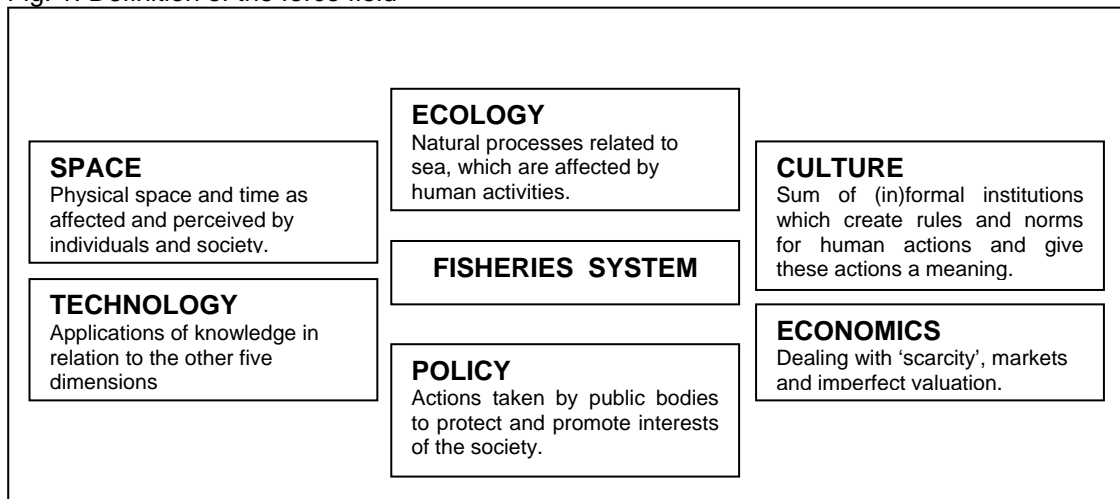 Fig. 1. Definition of the force field
ECOLOGY
Natural processes related to
sea, which are affected by
human activities.
SPACE
Physical space and time as
affected and perceived by
individuals and society.
CULTURE
Sum of (in)formal institutions
which create rules and norms
for human actions and give
these actions a meaning.
FISHERIES SYSTEM
TECHNOLOGY
Applications of knowledge in
relation to the other five
dimensions
ECONOMICS
Dealing with ‘scarcity’, markets
and imperfect valuation.
POLICY
Actions taken by public bodies
to protect and promote interests
of the society.